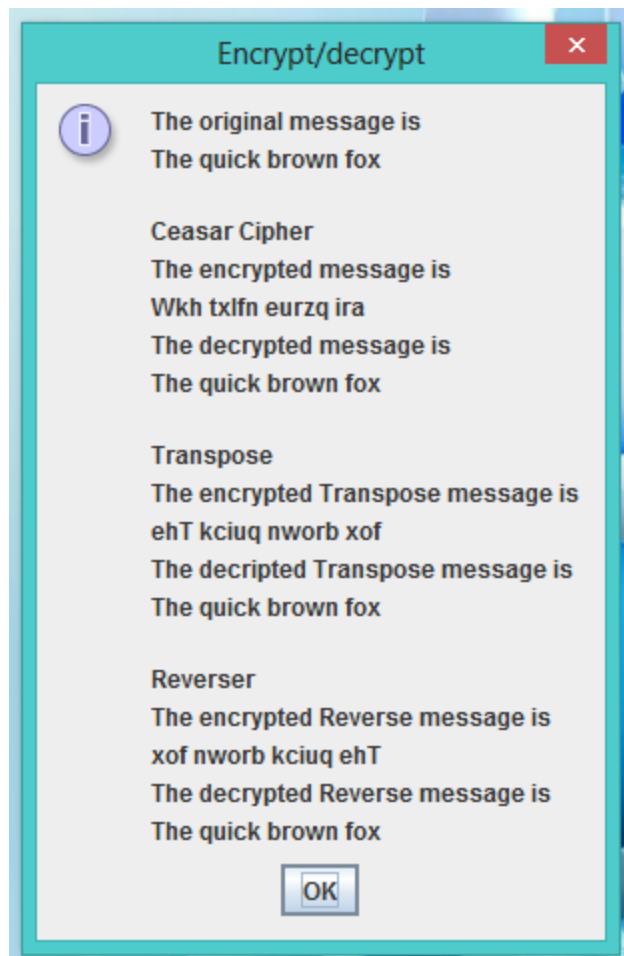 Encrypt/decrypt
The original message is
The quick brown fox
Ceasar Cipher
The encrypted message is
Wkh txlfn eurzq ira
The decrypted message is
The quick brown fox
Transpose
The encrypted Transpose message is
ehT kciuq nworb xof
The decripted Transpose message is
The quick brown fox
Reverser
The encrypted Reverse message is
xof nworb kciuq ehT
The decrypted Reverse message is
The quick brown fox
OK